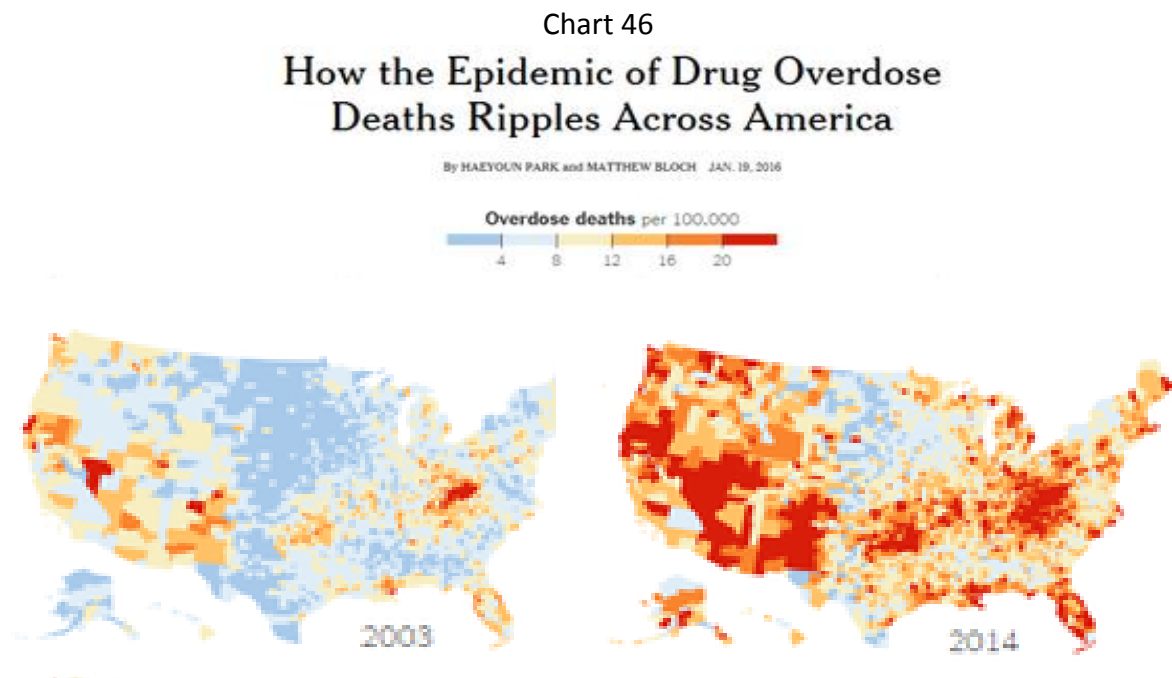 Chart 46
How the Epidemic of Drug Overdose
Deaths Ripples Across America
By HAEYOUN PARK and MATTHEW BLOCH JAN. 19, 2016
Overdose deaths per 100,000
4 8 12 16 20
2003
2014